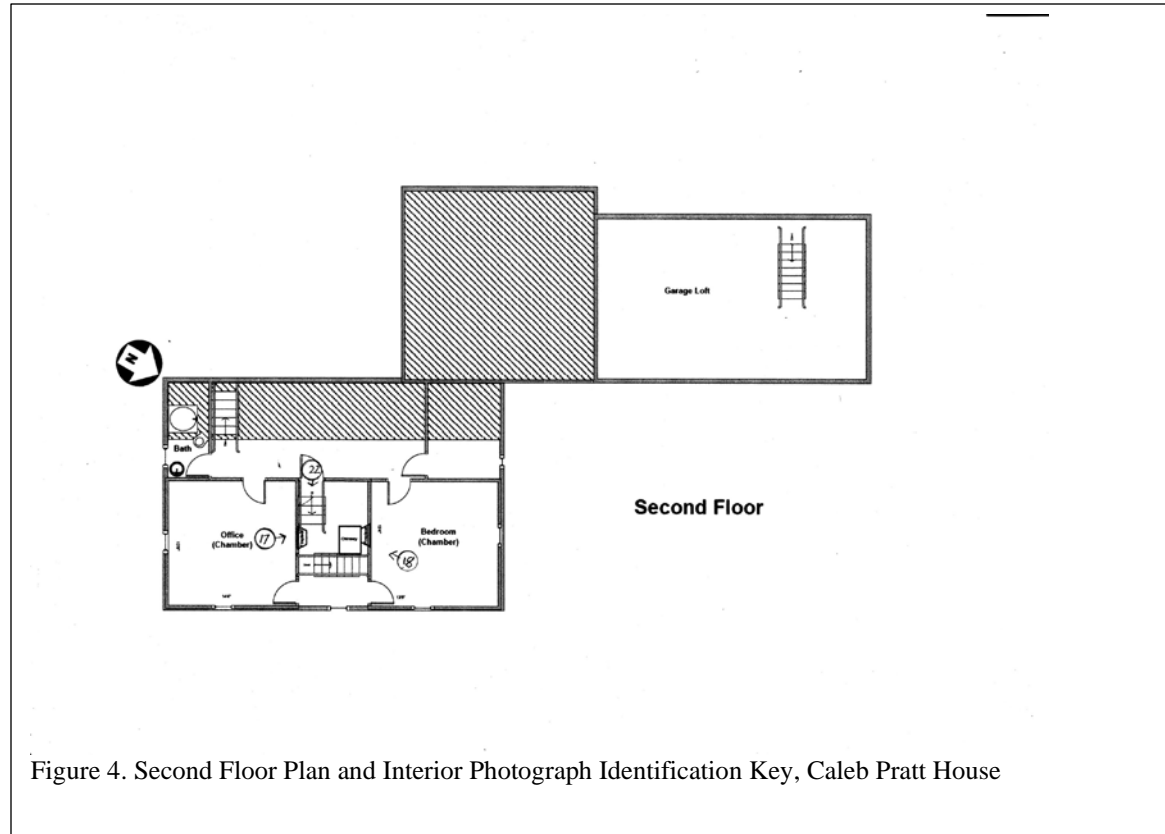 Garage Loft
N
Bath
22
Office
(Chamber)
17
Bedroom
(Chamber)
18
Second Floor
Figure 4. Second Floor Plan and Interior Photograph Identification Key, Caleb Pratt House